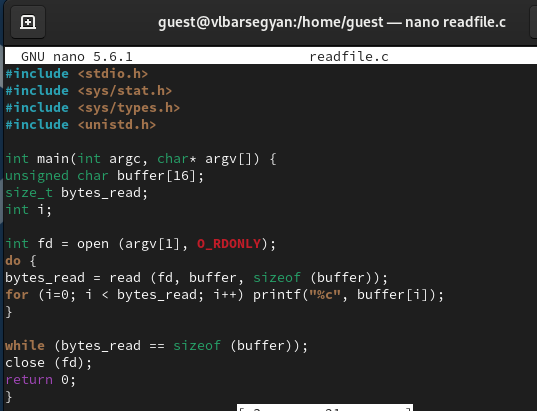 guest@vlbarsegyan:/home/guest — nano readfile.c
GNU nano 5.6.1 readfile.c
#include <stdio.h>
#include <sys/stat.h>
#include <sys/types.h>
#include <unistd.h>
int main(int argc, char* argv[]) {
unsigned char buffer[16];
size_t bytes_read;
int i;
int fd = open (argv[1], O_RDONLY);
do {
bytes_read = read (fd, buffer, sizeof (buffer));
for (i=0; i < bytes_read; i++) printf("%c", buffer[i]);
}
while (bytes_read == sizeof (buffer));
close (fd);
return 0;
}